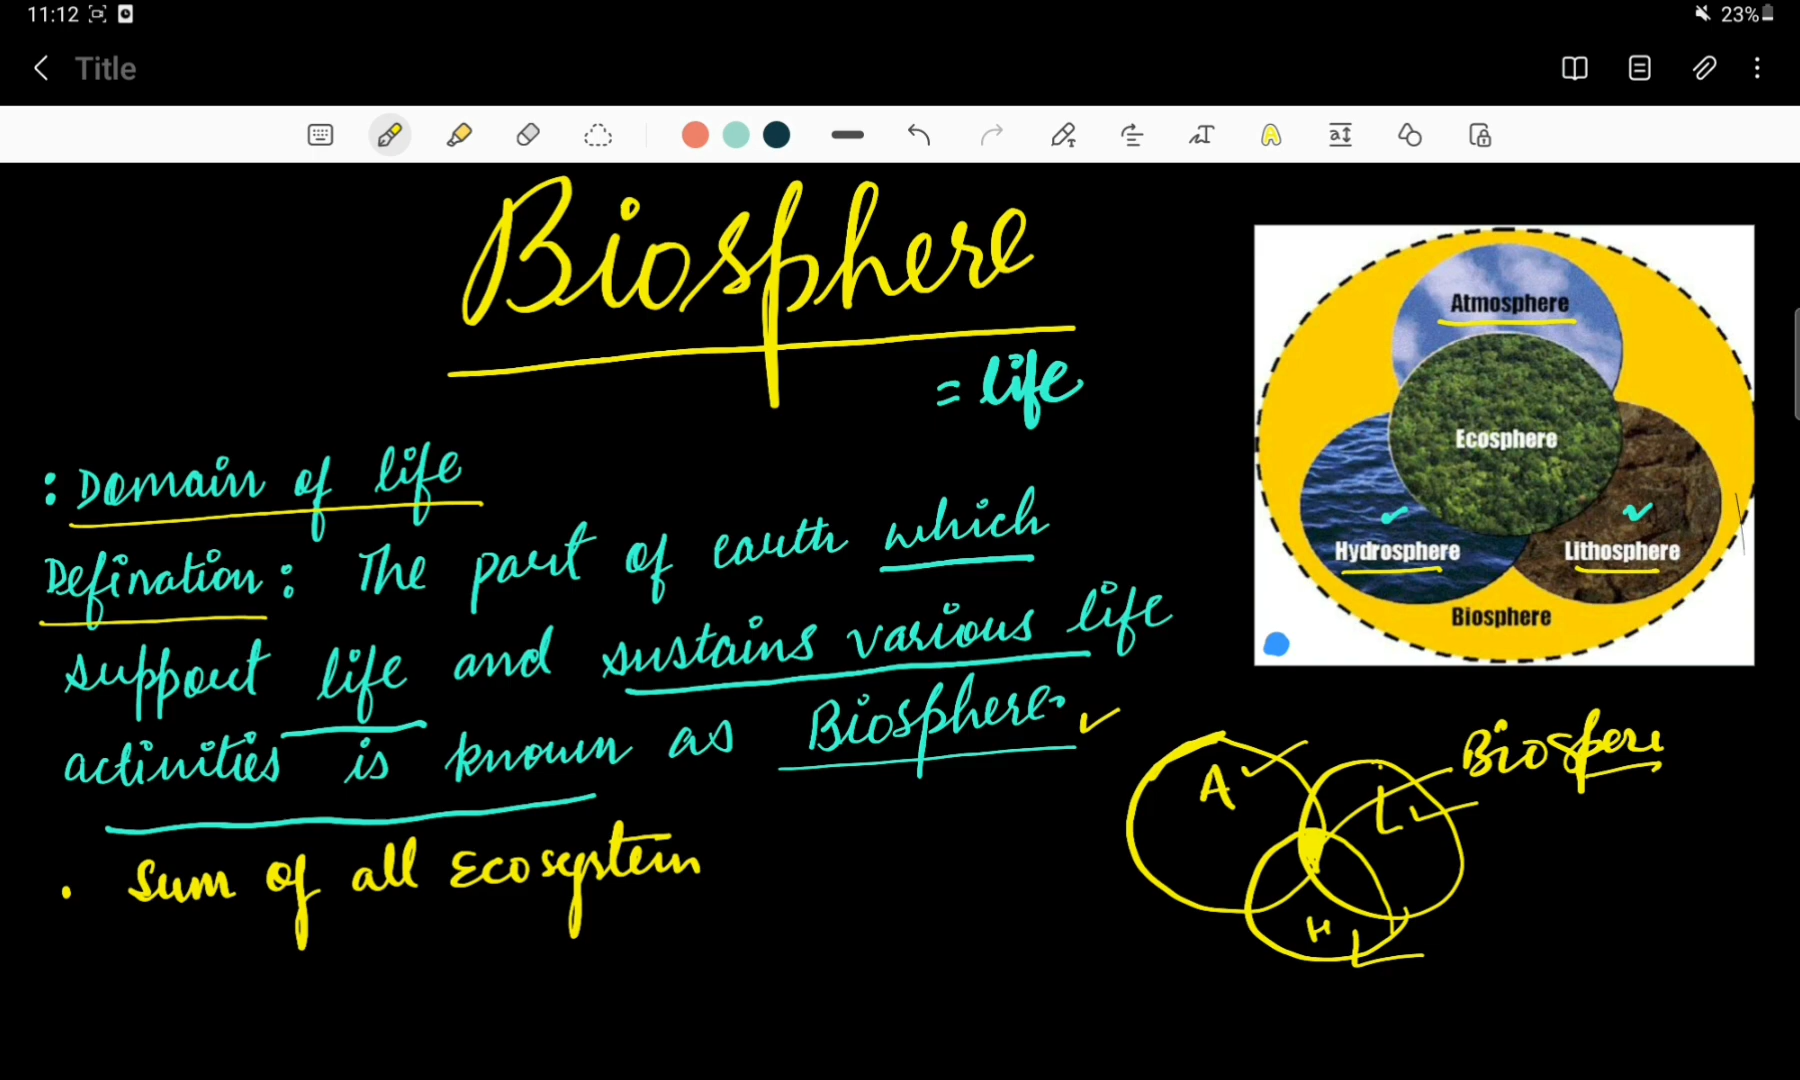 11:12
23%
Title
Biosphere
= life
: Domain of life
Defination : The part of earth which
support life and sustains various life
activities is known as Biosphere.
. Sum of all Ecosystem
Atmosphere
Ecosphere
Hydrosphere
Lithosphere
Biosphere
Biospere
A
L
H